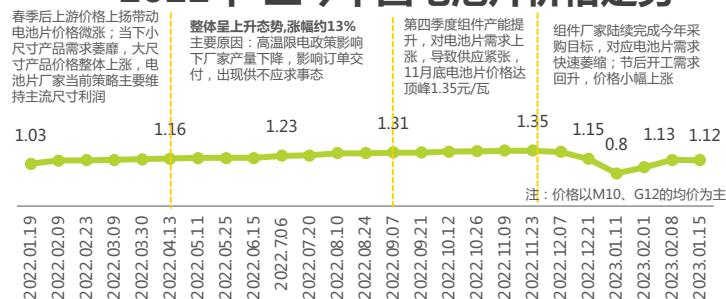 春季后上游价格上扬带动
电池片价格微涨；当下小
尺寸产品需求萎靡，大尺
寸产品价格整体上涨，电
池片厂家当前策略主要维
持主流尺寸利润
整体呈上升态势,涨幅约13%
主要原因：高温限电政策影响
下厂家产量下降，影响订单交
付，出现供不应求事态
第四季度组件产能提
升，对电池片需求上
涨，导致供应紧张，
11月底电池片价格达
顶峰1.35元/瓦
组件厂家陆续完成今年采
购目标，对应电池片需求
快速萎缩；节后开工需求
回升，价格小幅上涨
1.03
1.16
1.23
1.31
1.35
1.15
0.8
1.13
1.12
注：价格以M10、G12的均价为主
2022.01.19
2022.02.09
2022.02.23
2022.03.09
2022.03.30
2022.04.13
2022.05.11
2022.05.25
2022.06.15
2022.7.06
2022.07.20
2022.08.10
2022.08.24
2022.09.07
2022.09.21
2022.10.12
2022.10.26
2022.11.09
2022.11.23
2022.12.07
2022.12.21
2023.01.11
2023.02.01
2023.02.08
2023.01.15